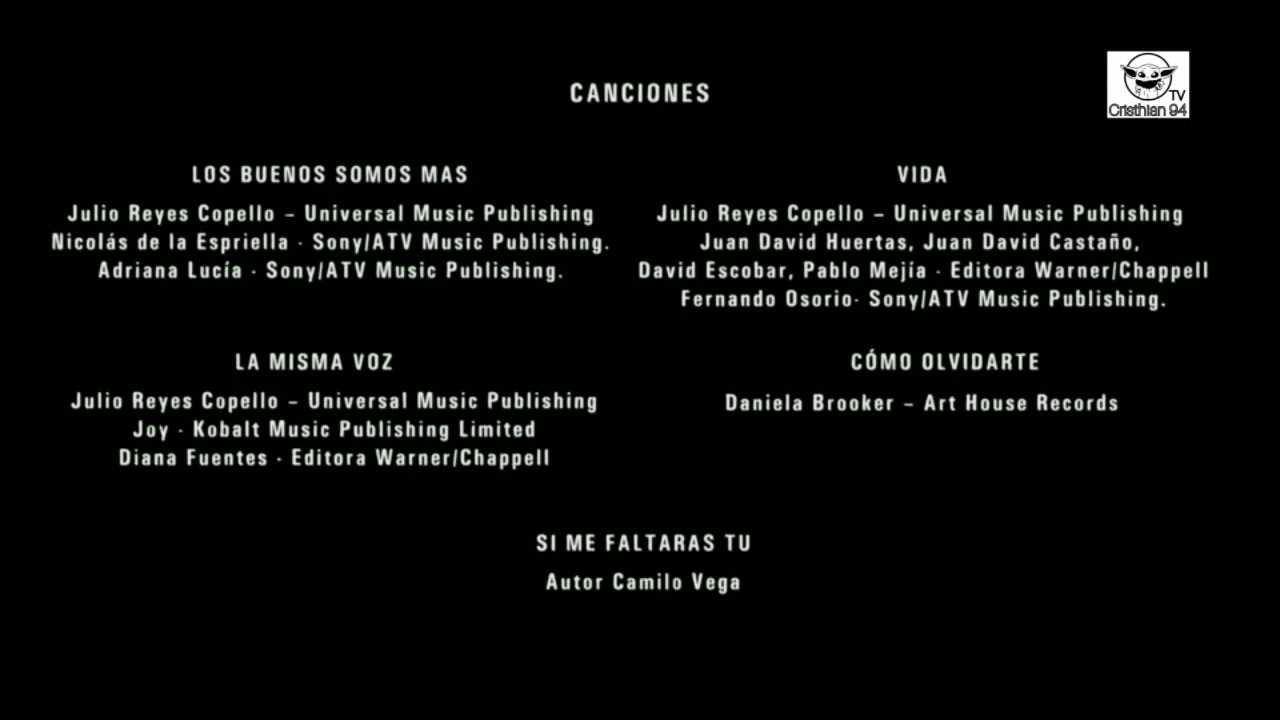 CANCIONES
TV
Cristhian 94
LOS BUENOS SOMOS MAS
Julio Reyes Copello – Universal Music Publishing
Nicolás de la Espriella - Sony/ATV Music Publishing.
Adriana Lucía - Sony/ATV Music Publishing.
VIDA
Julio Reyes Copello – Universal Music Publishing
Juan David Huertas, Juan David Castaño,
David Escobar, Pablo Mejía - Editora Warner/Chappell
Fernando Osorio- Sony/ATV Music Publishing.
LA MISMA VOZ
Julio Reyes Copello – Universal Music Publishing
Joy - Kobalt Music Publishing Limited
Diana Fuentes - Editora Warner/Chappell
CÓMO OLVIDARTE
Daniela Brooker – Art House Records
SI ME FALTARAS TU
Autor Camilo Vega